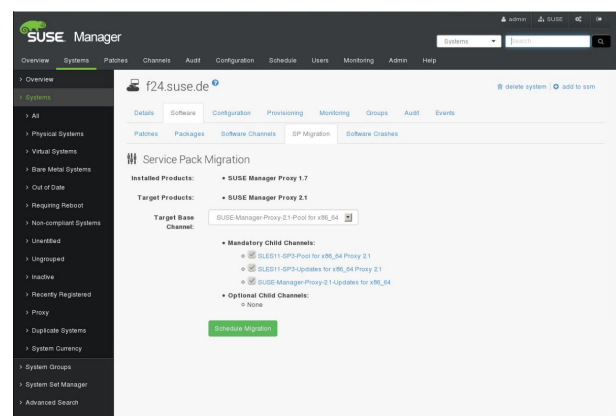 admin SUSE
SUSE Manager
Systems Search
Overview Systems Patches Channels Audit Configuration Schedule Users Monitoring Admin Help
> Overview
> Systems
> All
> Physical Systems
> Virtual Systems
> Bare Metal Systems
> Out of Date
> Requiring Reboot
> Non-compliant Systems
> Unentitled
> Ungrouped
> Inactive
> Recently Registered
> Proxy
> Duplicate Systems
> System Currency
> System Groups
> System Set Manager
> Advanced Search
f24.suse.de ?
delete system | add to ssm
Details Software Configuration Provisioning Monitoring Groups Audit Events
Patches Packages Software Channels SP Migration Software Crashes
Service Pack Migration
Installed Products: • SUSE Manager Proxy 1.7
Target Products: • SUSE Manager Proxy 2.1
Target Base Channel: SUSE-Manager-Proxy-2.1-Pool for x86_64
• Mandatory Child Channels:
SLES11-SP3-Pool for x86_64 Proxy 2.1
SLES11-SP3-Updates for x86_64 Proxy 2.1
SUSE-Manager-Proxy-2.1-Updates for x86_64
• Optional Child Channels:
None
Schedule Migration